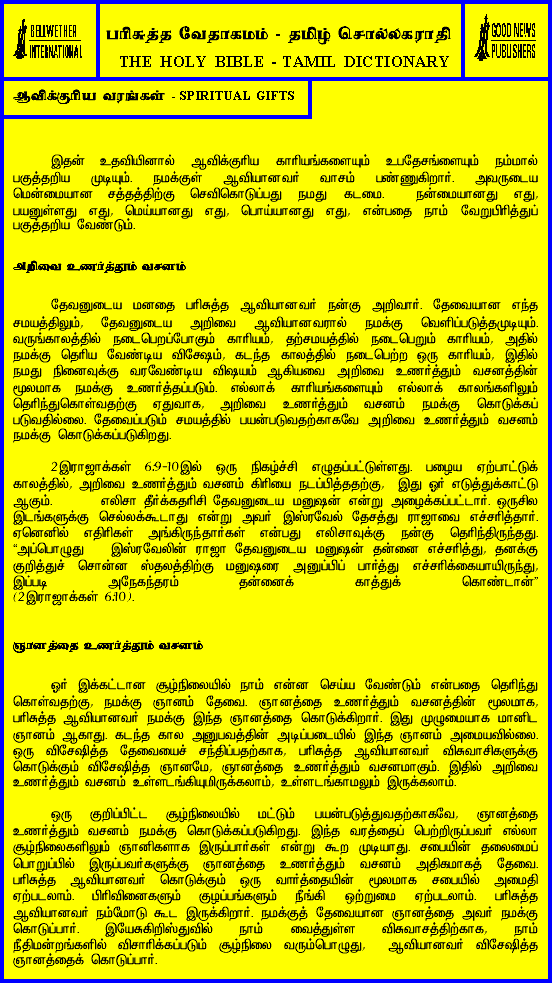 BELLWETHER INTERNATIONAL
பரிசுத்த வேதாகமம் - தமிழ் சொல்லகராதி
THE HOLY BIBLE - TAMIL DICTIONARY
GOOD NEWS PUBLISHERS
ஆவிக்குரிய வரங்கள் - SPIRITUAL GIFTS
இதன் உதவியினால் ஆவிக்குரிய காரியங்களையும் உபதேசங்களையும் நம்மால்
பகுத்தறிய முடியும். நமக்குள் ஆவியானவர் வாசம் பண்ணுகிறார். அவருடைய
மென்மையான சத்தத்திற்கு செவிகொடுப்பது நமது கடமை. நன்மையானது எது,
பயனுள்ளது எது, மெய்யானது எது, பொய்யானது எது, என்பதை நாம் வேறுபிரித்துப்
பகுத்தறிய வேண்டும்.
அறிவை உணர்த்தும் வசனம்
தேவனுடைய மனதை பரிசுத்த ஆவியானவர் நன்கு அறிவார். தேவையான எந்த
சமயத்திலும், தேவனுடைய அறிவை ஆவியானவரால் நமக்கு வெளிப்படுத்தமுடியும்.
வருங்காலத்தில் நடைபெறப்போகும் காரியம், தற்சமயத்தில் நடைபெறும் காரியம், அதில்
நமக்கு தெரிய வேண்டிய விசேஷம், கடந்த காலத்தில் நடைபெற்ற ஒரு காரியம், இதில்
நமது நினைவுக்கு வரவேண்டிய விஷயம் ஆகியவை அறிவை உணர்த்தும் வசனத்தின்
மூலமாக நமக்கு உணர்த்தப்படும். எல்லாக் காரியங்களையும் எல்லாக் காலங்களிலும்
தெரிந்துகொள்வதற்கு ஏதுவாக, அறிவை உணர்த்தும் வசனம் நமக்கு கொடுக்கப்
படுவதில்லை. தேவைப்படும் சமயத்தில் பயன்படுவதற்காகவே அறிவை உணர்த்தும் வசனம்
நமக்கு கொடுக்கப்படுகிறது.
2இராஜாக்கள் 6:9-10இல் ஒரு நிகழ்ச்சி எழுதப்பட்டுள்ளது. பழைய ஏற்பாட்டுக்
காலத்தில், அறிவை உணர்த்தும் வசனம் கிரியை நடப்பித்ததற்கு, இது ஓர் எடுத்துக்காட்டு
ஆகும். எலிசா தீர்க்கதரிசி தேவனுடைய மனுஷன் என்று அழைக்கப்பட்டார். ஒருசில
இடங்களுக்கு செல்லக்கூடாது என்று அவர் இஸ்ரவேல் தேசத்து ராஜாவை எச்சரித்தார்.
ஏனெனில் எதிரிகள் அங்கிருந்தார்கள் என்பது எலிசாவுக்கு நன்கு தெரிந்திருந்தது.
“அப்பொழுது இஸ்ரவேலின் ராஜா தேவனுடைய மனுஷன் தன்னை எச்சரித்து, தனக்கு
குறித்துச் சொன்ன ஸ்தலத்திற்கு மனுஷரை அனுப்பிப் பார்த்து எச்சரிக்கையாயிருந்து,
இப்படி அநேகந்தரம் தன்னைக் காத்துக் கொண்டான்”
(2இராஜாக்கள் 6:10).
ஞானத்தை உணர்த்தும் வசனம்
ஓர் இக்கட்டான சூழ்நிலையில் நாம் என்ன செய்ய வேண்டும் என்பதை தெரிந்து
கொள்வதற்கு, நமக்கு ஞானம் தேவை. ஞானத்தை உணர்த்தும் வசனத்தின் மூலமாக,
பரிசுத்த ஆவியானவர் நமக்கு இந்த ஞானத்தை கொடுக்கிறார். இது முழுமையாக மானிட
ஞானம் ஆகாது. கடந்த கால அனுபவத்தின் அடிப்படையில் இந்த ஞானம் அமையவில்லை.
ஒரு விசேஷித்த தேவையைச் சந்திப்பதற்காக, பரிசுத்த ஆவியானவர் விசுவாசிகளுக்கு
கொடுக்கும் விசேஷித்த ஞானமே, ஞானத்தை உணர்த்தும் வசனமாகும். இதில் அறிவை
உணர்த்தும் வசனம் உள்ளடங்கியுமிருக்கலாம், உள்ளடங்காமலும் இருக்கலாம்.
ஒரு குறிப்பிட்ட சூழ்நிலையில் மட்டும் பயன்படுத்துவதற்காகவே, ஞானத்தை
உணர்த்தும் வசனம் நமக்கு கொடுக்கப்படுகிறது. இந்த வரத்தைப் பெற்றிருப்பவர் எல்லா
சூழ்நிலைகளிலும் ஞானிகளாக இருப்பார்கள் என்று கூற முடியாது. சபையின் தலைமைப்
பொறுப்பில் இருப்பவர்களுக்கு ஞானத்தை உணர்த்தும் வசனம் அதிகமாகத் தேவை.
பரிசுத்த ஆவியானவர் கொடுக்கும் ஒரு வார்த்தையின் மூலமாக சபையில் அமைதி
ஏற்படலாம். பிரிவினைகளும் குழப்பங்களும் நீங்கி ஒற்றுமை ஏற்படலாம். பரிசுத்த
ஆவியானவர் நம்மோடு கூட இருக்கிறார். நமக்குத் தேவையான ஞானத்தை அவர் நமக்கு
கொடுப்பார். இயேசுகிறிஸ்துவில் நாம் வைத்துள்ள விசுவாசத்திற்காக, நாம்
நீதிமன்றங்களில் விசாரிக்கப்படும் சூழ்நிலை வரும்பொழுது, ஆவியானவர் விசேஷித்த
ஞானத்தைக் கொடுப்பார்.